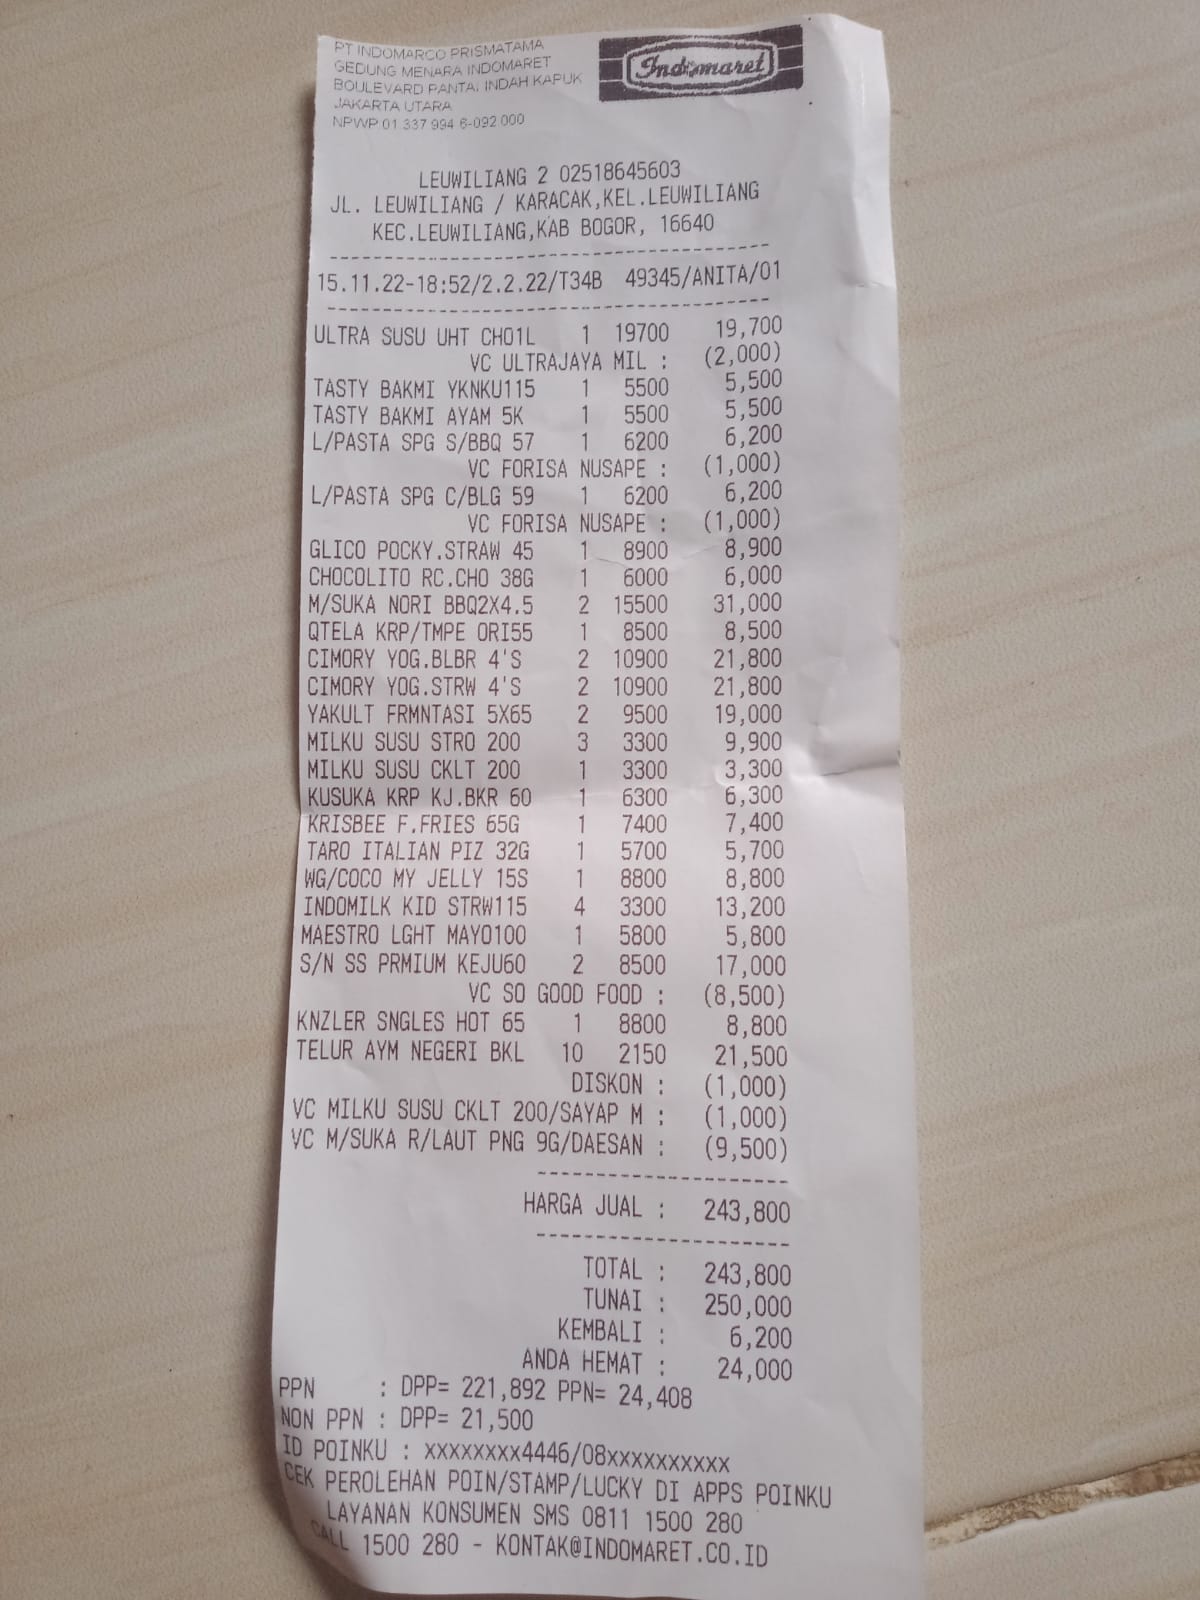 PT INDOMARCO PRISMATAMA
GEDUNG MENARA INDOMARET
BOULEVARD PANTAI INDAH KAPUK
JAKARTA UTARA
NPWP 01 337 994 6-092 000
Indomaret
LEUWILIANG 2 02518645603
JL. LEUWILIANG / KARACAK,KEL.LEUWILIANG
KEC.LEUWILIANG,KAB BOGOR, 16640
15.11.22-18:52/2.2.22/T34B 49345/ANITA/01
ULTRA SUSU UHT CHO1L 1 19700 19,700
VC ULTRAJAYA MIL : (2,000)
TASTY BAKMI YKNKU115 1 5500 5,500
TASTY BAKMI AYAM 5K 1 5500 5,500
L/PASTA SPG S/BBQ 57 1 6200 6,200
VC FORISA NUSAPE : (1,000)
L/PASTA SPG C/BLG 59 1 6200 6,200
VC FORISA NUSAPE : (1,000)
GLICO POCKY.STRAW 45 1 8900 8,900
CHOCOLITO RC.CHO 38G 1 6000 6,000
M/SUKA NORI BBQ2X4.5 2 15500 31,000
QTELA KRP/TMPE ORI55 1 8500 8,500
CIMORY YOG.BLBR 4'S 2 10900 21,800
CIMORY YOG.STRW 4'S 2 10900 21,800
YAKULT FRMNTASI 5X65 2 9500 19,000
MILKU SUSU STRO 200 3 3300 9,900
MILKU SUSU CKLT 200 1 3300 3,300
KUSUKA KRP KJ.BKR 60 1 6300 6,300
KRISBEE F.FRIES 65G 1 7400 7,400
TARO ITALIAN PIZ 32G 1 5700 5,700
WG/COCO MY JELLY 15S 1 8800 8,800
INDOMILK KID STRW115 4 3300 13,200
MAESTRO LGHT MAYO100 1 5800 5,800
S/N SS PRMIUM KEJU60 2 8500 17,000
VC SO GOOD FOOD : (8,500)
KNZLER SNGLES HOT 65 1 8800 8,800
TELUR AYM NEGERI BKL 10 2150 21,500
DISKON : (1,000)
VC MILKU SUSU CKLT 200/SAYAP M : (1,000)
VC M/SUKA R/LAUT PNG 9G/DAESAN : (9,500)
HARGA JUAL : 243,800
TOTAL : 243,800
TUNAI : 250,000
KEMBALI : 6,200
ANDA HEMAT : 24,000
PPN : DPP= 221,892 PPN= 24,408
NON PPN : DPP= 21,500
ID POINKU : xxxxxxxx4446/08xxxxxxxxxx
CEK PEROLEHAN POIN/STAMP/LUCKY DI APPS POINKU
LAYANAN KONSUMEN SMS 0811 1500 280
CALL 1500 280 - KONTAK@INDOMARET.CO.ID